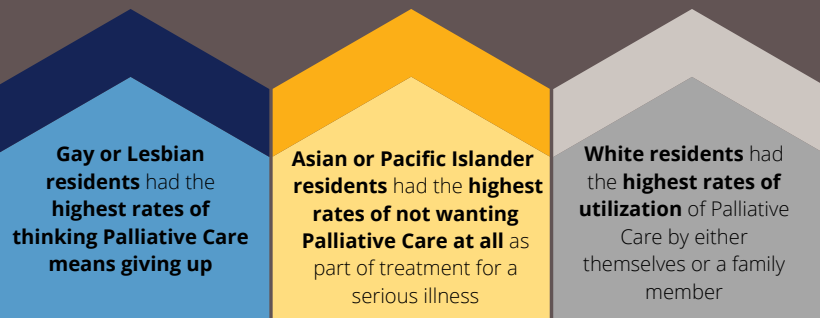 Gay or Lesbian
residents had the
highest rates of
thinking Palliative Care
means giving up
Asian or Pacific Islander
residents had the highest
rates of not wanting
Palliative Care at all as
part of treatment for a
serious illness
White residents had
the highest rates of
utilization of Palliative
Care by either
themselves or a family
member